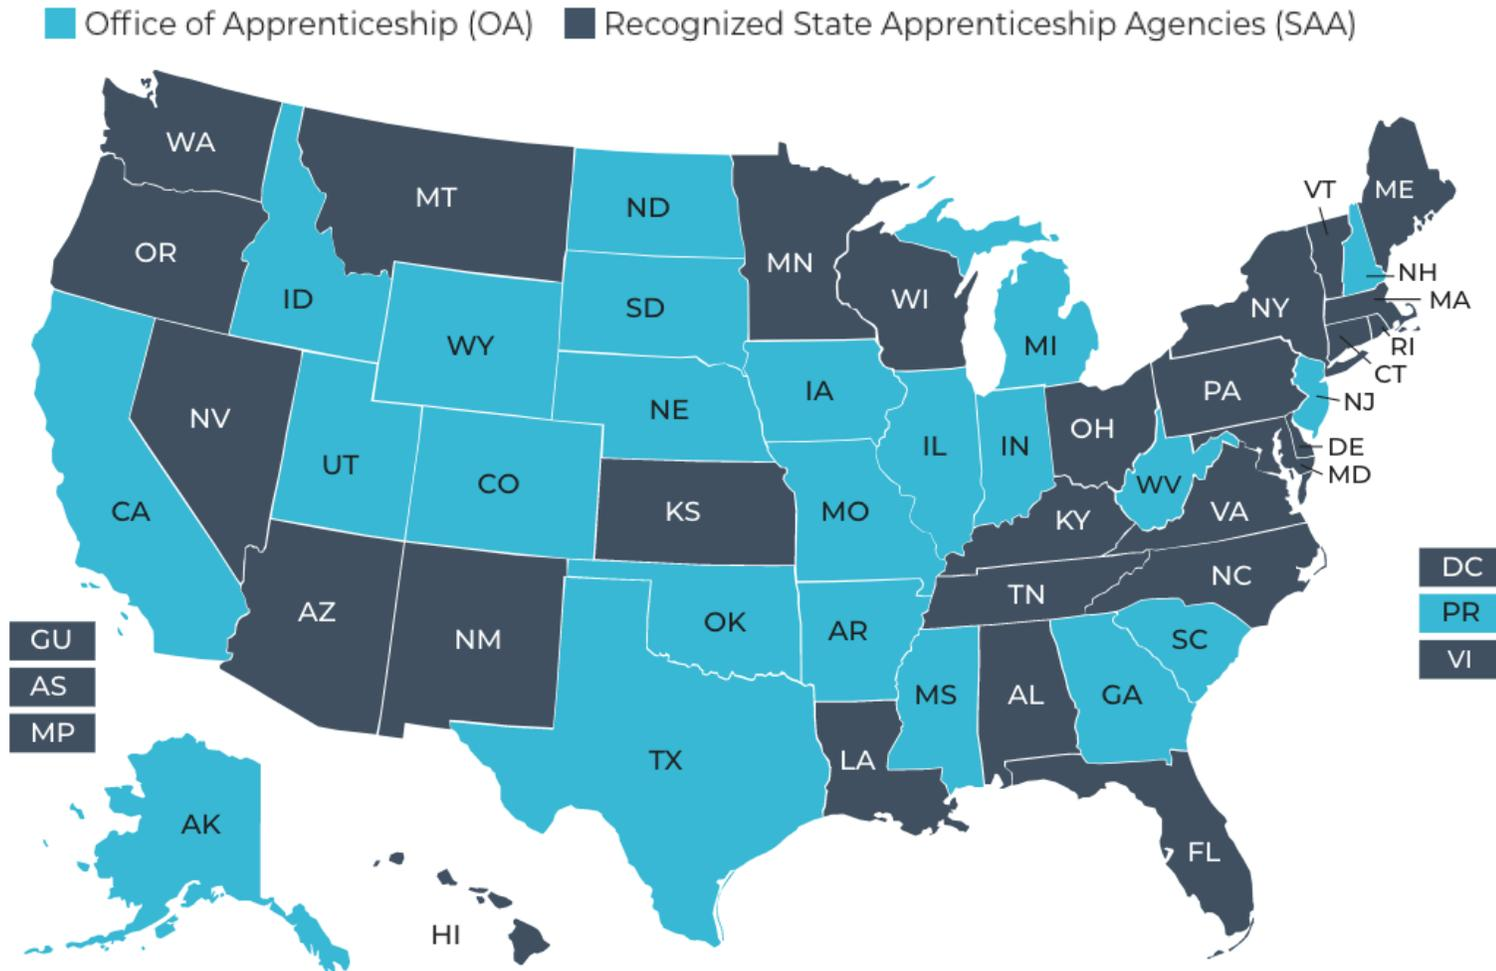 Office of Apprenticeship (OA) Recognized State Apprenticeship Agencies (SAA)
WA
MT
ND
MN
VT
ME
OR
ID
SD
WI
NH
MA
NY
WY
MI
RI
CT
IA
PA
NJ
NV
NE
OH
DE
MD
UT
CO
IL
IN
WV
CA
KS
MO
KY
VA
DC
PR
VI
AZ
NM
OK
AR
TN
NC
SC
GU
AS
MP
TX
LA
MS
AL
GA
AK
FL
HI